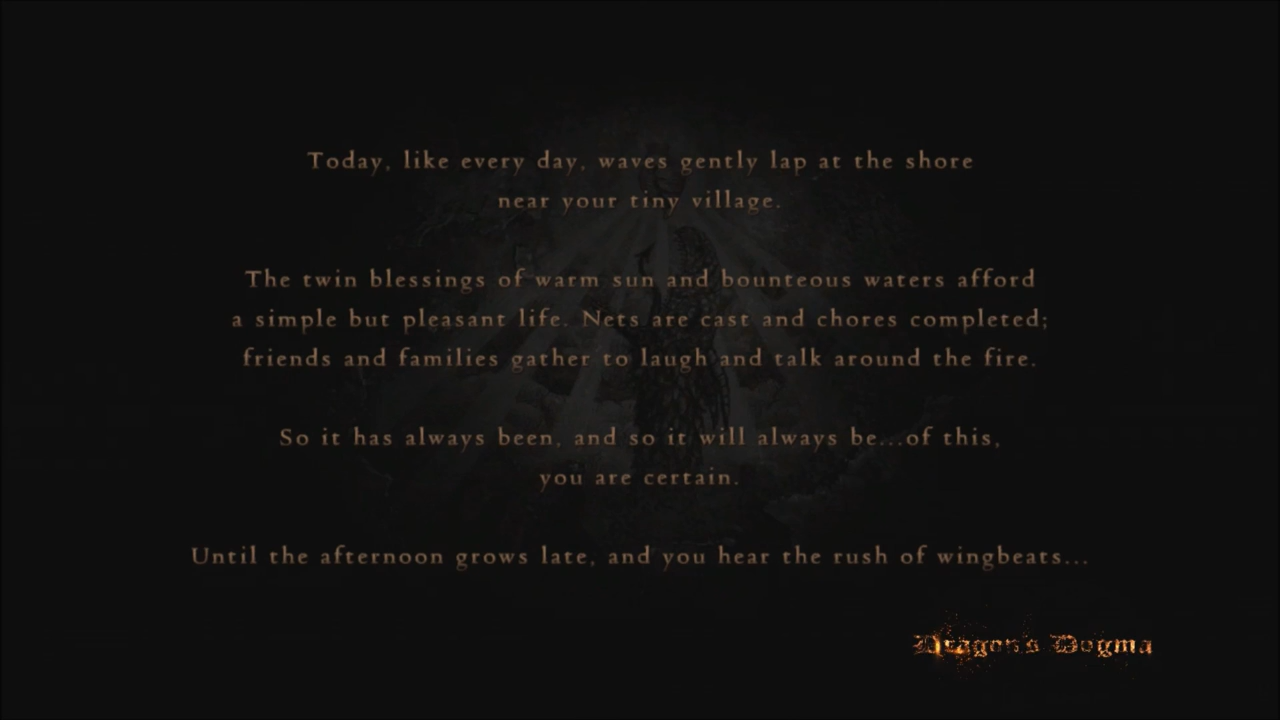 Today, like every day, waves gently lap at the shore
near your tiny village.
The twin blessings of warm sun and bounteous waters afford
a simple but pleasant life. Nets are cast and chores completed;
friends and families gather to laugh and talk around the fire.
So it has always been, and so it will always be...of this,
you are certain.
Until the afternoon grows late, and you hear the rush of wingbeats...
Dragon's Dogma